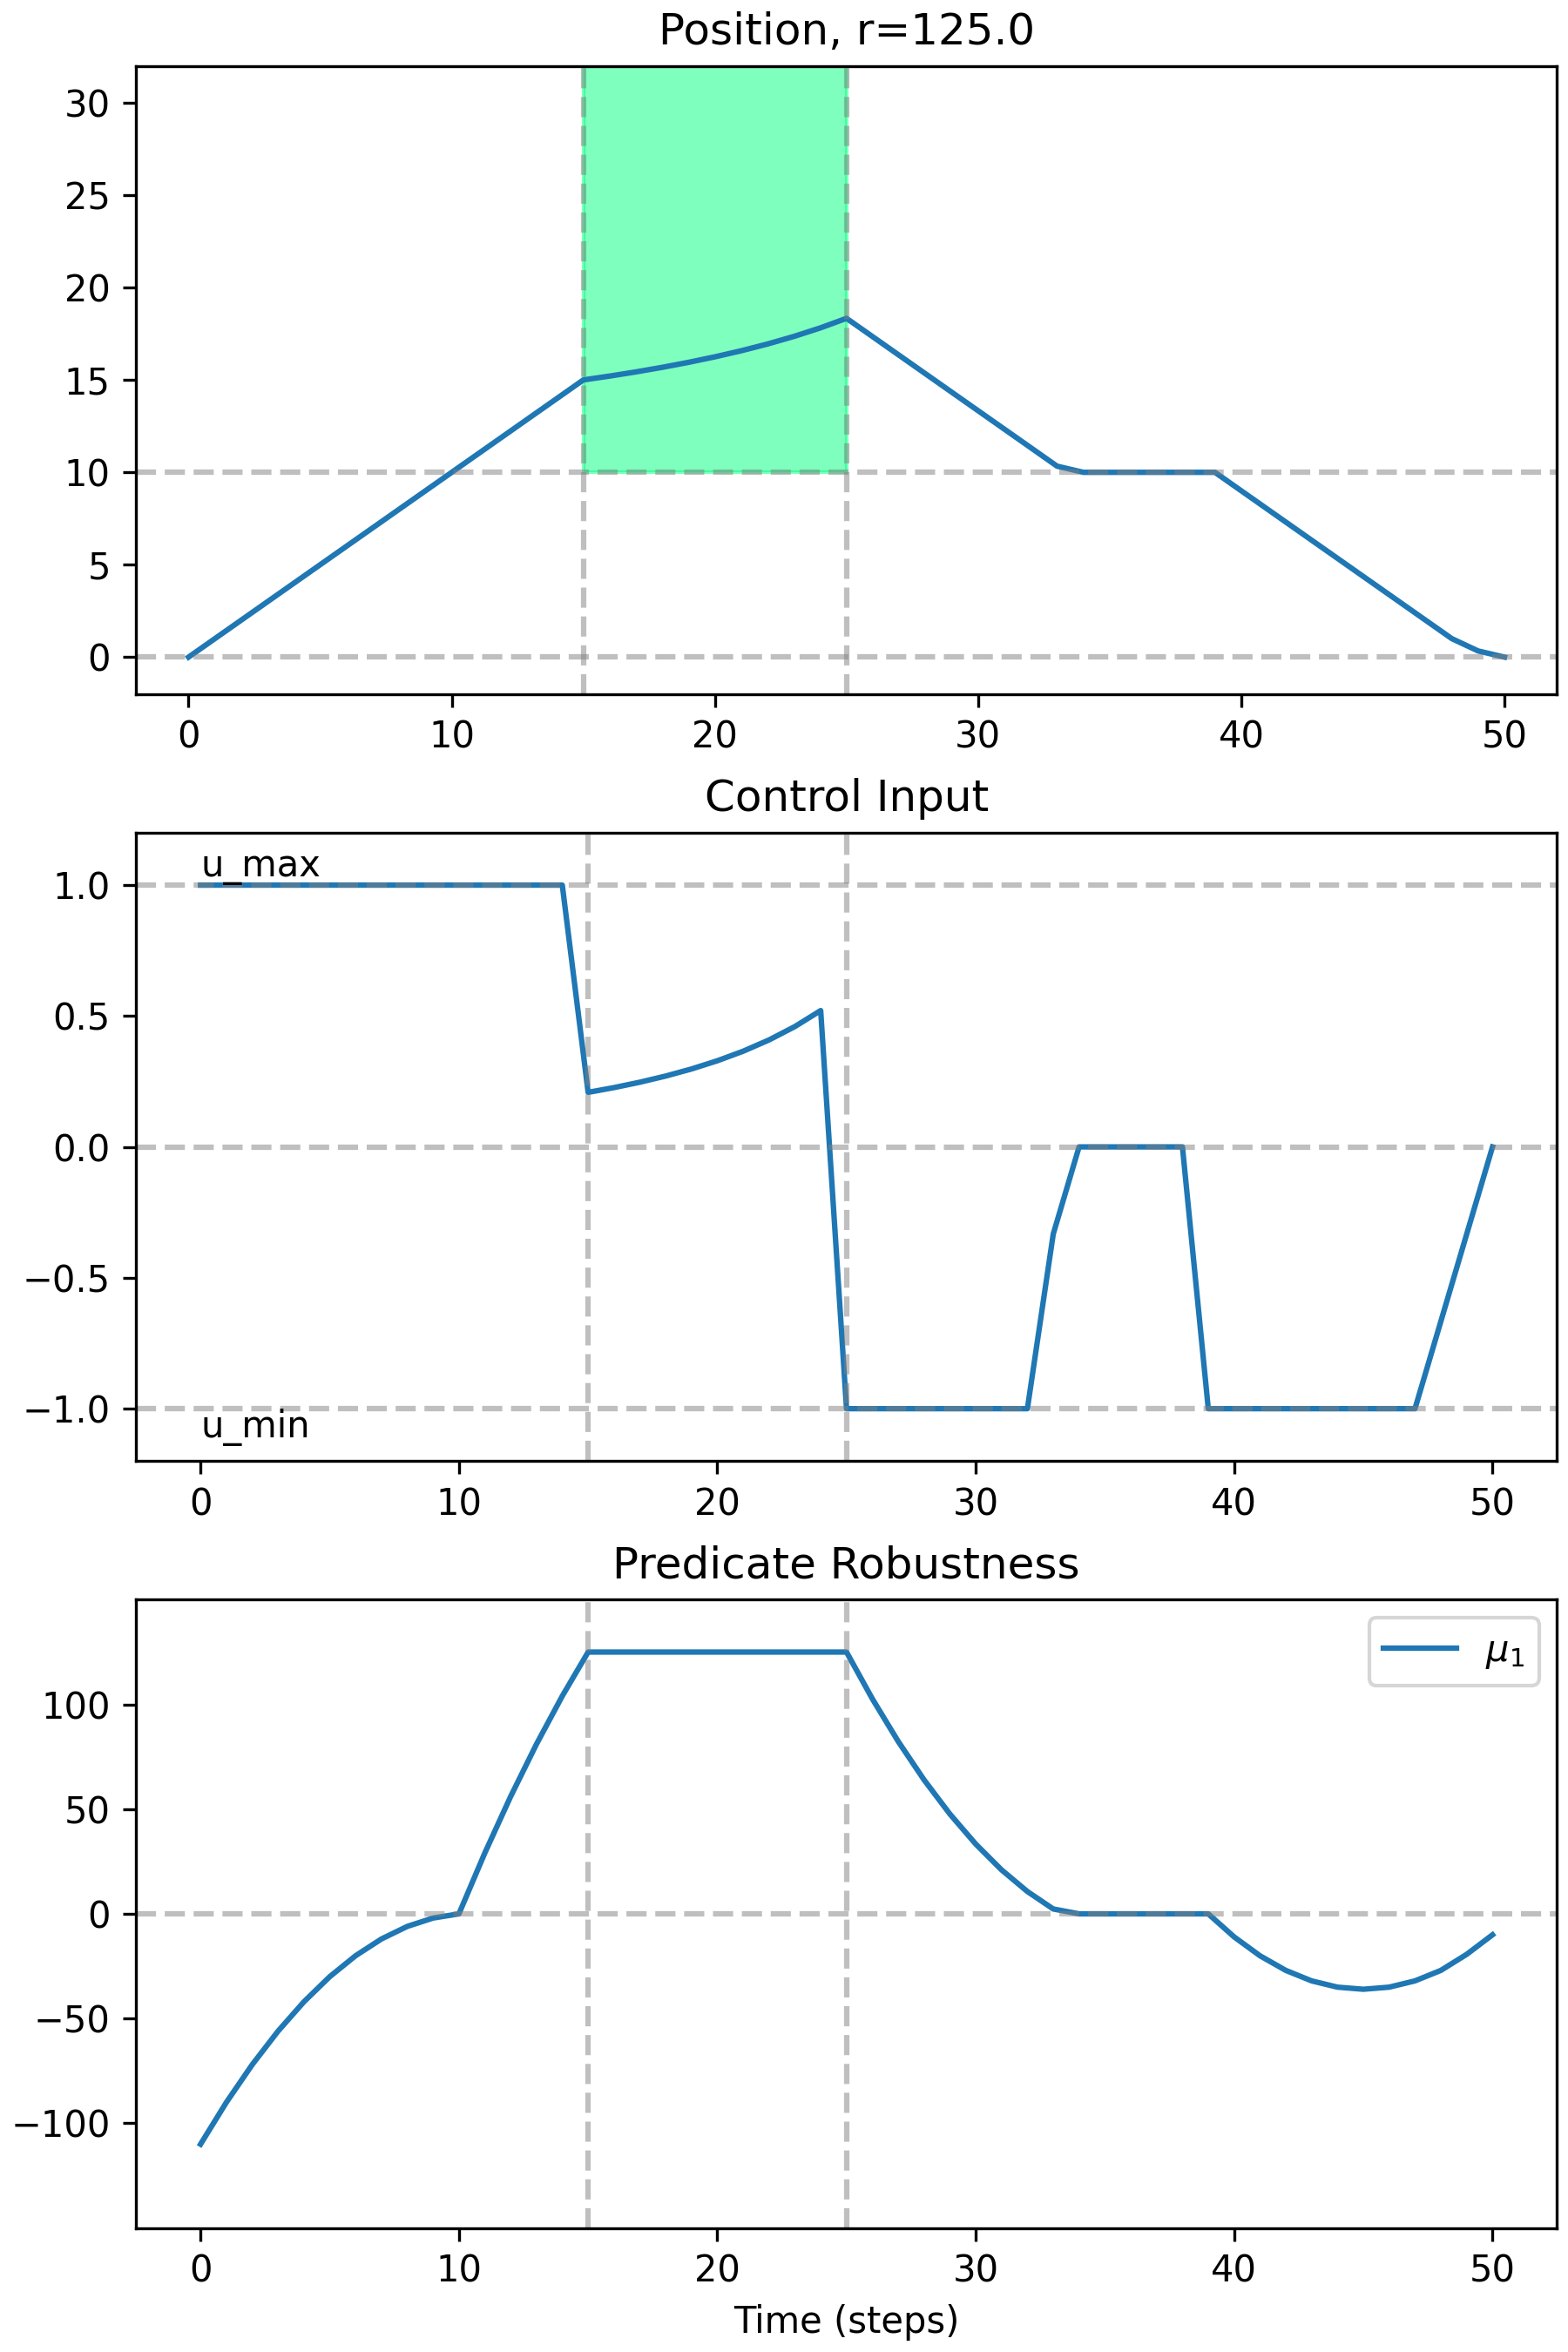 Position, r=125.0
30
25
20
15
10
5
0
0 10 20 30 40 50
Control Input
u_max
1.0
0.5
0.0
−0.5
−1.0
u_min
0 10 20 30 40 50
Predicate Robustness
μ₁
100
50
0
−50
−100
0 10 20 30 40 50
Time (steps)